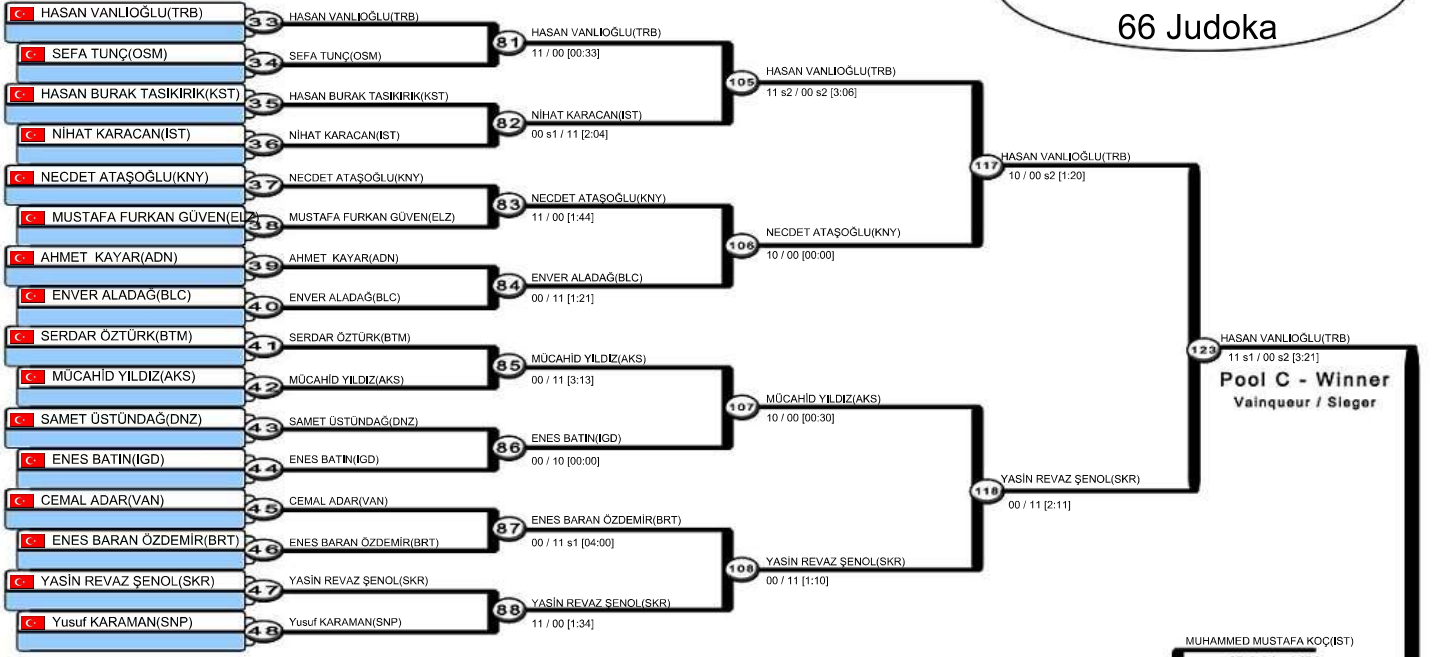 66 Judoka
HASAN VANLIOĞLU(TRB)
SEFA TUNÇ(OSM)
HASAN BURAK TASIKIRIK(KST)
NİHAT KARACAN(IST)
NECDET ATAŞOĞLU(KNY)
MUSTAFA FURKAN GÜVEN(ELZ)
AHMET KAYAR(ADN)
ENVER ALADAĞ(BLC)
SERDAR ÖZTÜRK(BTM)
MÜCAHİD YILDIZ(AKS)
SAMET ÜSTÜNDAĞ(DNZ)
ENES BATIN(IGD)
CEMAL ADAR(VAN)
ENES BARAN ÖZDEMİR(BRT)
YASİN REVAZ ŞENOL(SKR)
Yusuf KARAMAN(SNP)
33 HASAN VANLIOĞLU(TRB)
34 SEFA TUNÇ(OSM)
35 HASAN BURAK TASIKIRIK(KST)
36 NİHAT KARACAN(IST)
37 NECDET ATAŞOĞLU(KNY)
38 MUSTAFA FURKAN GÜVEN(ELZ)
39 AHMET KAYAR(ADN)
40 ENVER ALADAĞ(BLC)
41 SERDAR ÖZTÜRK(BTM)
42 MÜCAHİD YILDIZ(AKS)
43 SAMET ÜSTÜNDAĞ(DNZ)
44 ENES BATIN(IGD)
45 CEMAL ADAR(VAN)
46 ENES BARAN ÖZDEMİR(BRT)
47 YASİN REVAZ ŞENOL(SKR)
48 Yusuf KARAMAN(SNP)
81 HASAN VANLIOĞLU(TRB)
11 / 00 [00:33]
82 NİHAT KARACAN(IST)
00 s1 / 11 [2:04]
83 NECDET ATAŞOĞLU(KNY)
11 / 00 [1:44]
84 ENVER ALADAĞ(BLC)
00 / 11 [1:21]
85 MÜCAHİD YILDIZ(AKS)
00 / 11 [3:13]
86 ENES BATIN(IGD)
00 / 10 [00:00]
87 ENES BARAN ÖZDEMİR(BRT)
00 / 11 s1 [04:00]
88 YASİN REVAZ ŞENOL(SKR)
11 / 00 [1:34]
105 HASAN VANLIOĞLU(TRB)
11 s2 / 00 s2 [3:06]
106 NECDET ATAŞOĞLU(KNY)
10 / 00 [00:00]
107 MÜCAHİD YILDIZ(AKS)
10 / 00 [00:30]
108 YASİN REVAZ ŞENOL(SKR)
00 / 11 [1:10]
117 HASAN VANLIOĞLU(TRB)
10 / 00 s2 [1:20]
118 YASİN REVAZ ŞENOL(SKR)
00 / 11 [2:11]
123 HASAN VANLIOĞLU(TRB)
11 s1 / 00 s2 [3:21]
Pool C - Winner
Vainqueur / Sieger
MUHAMMED MUSTAFA KOÇ(IST)